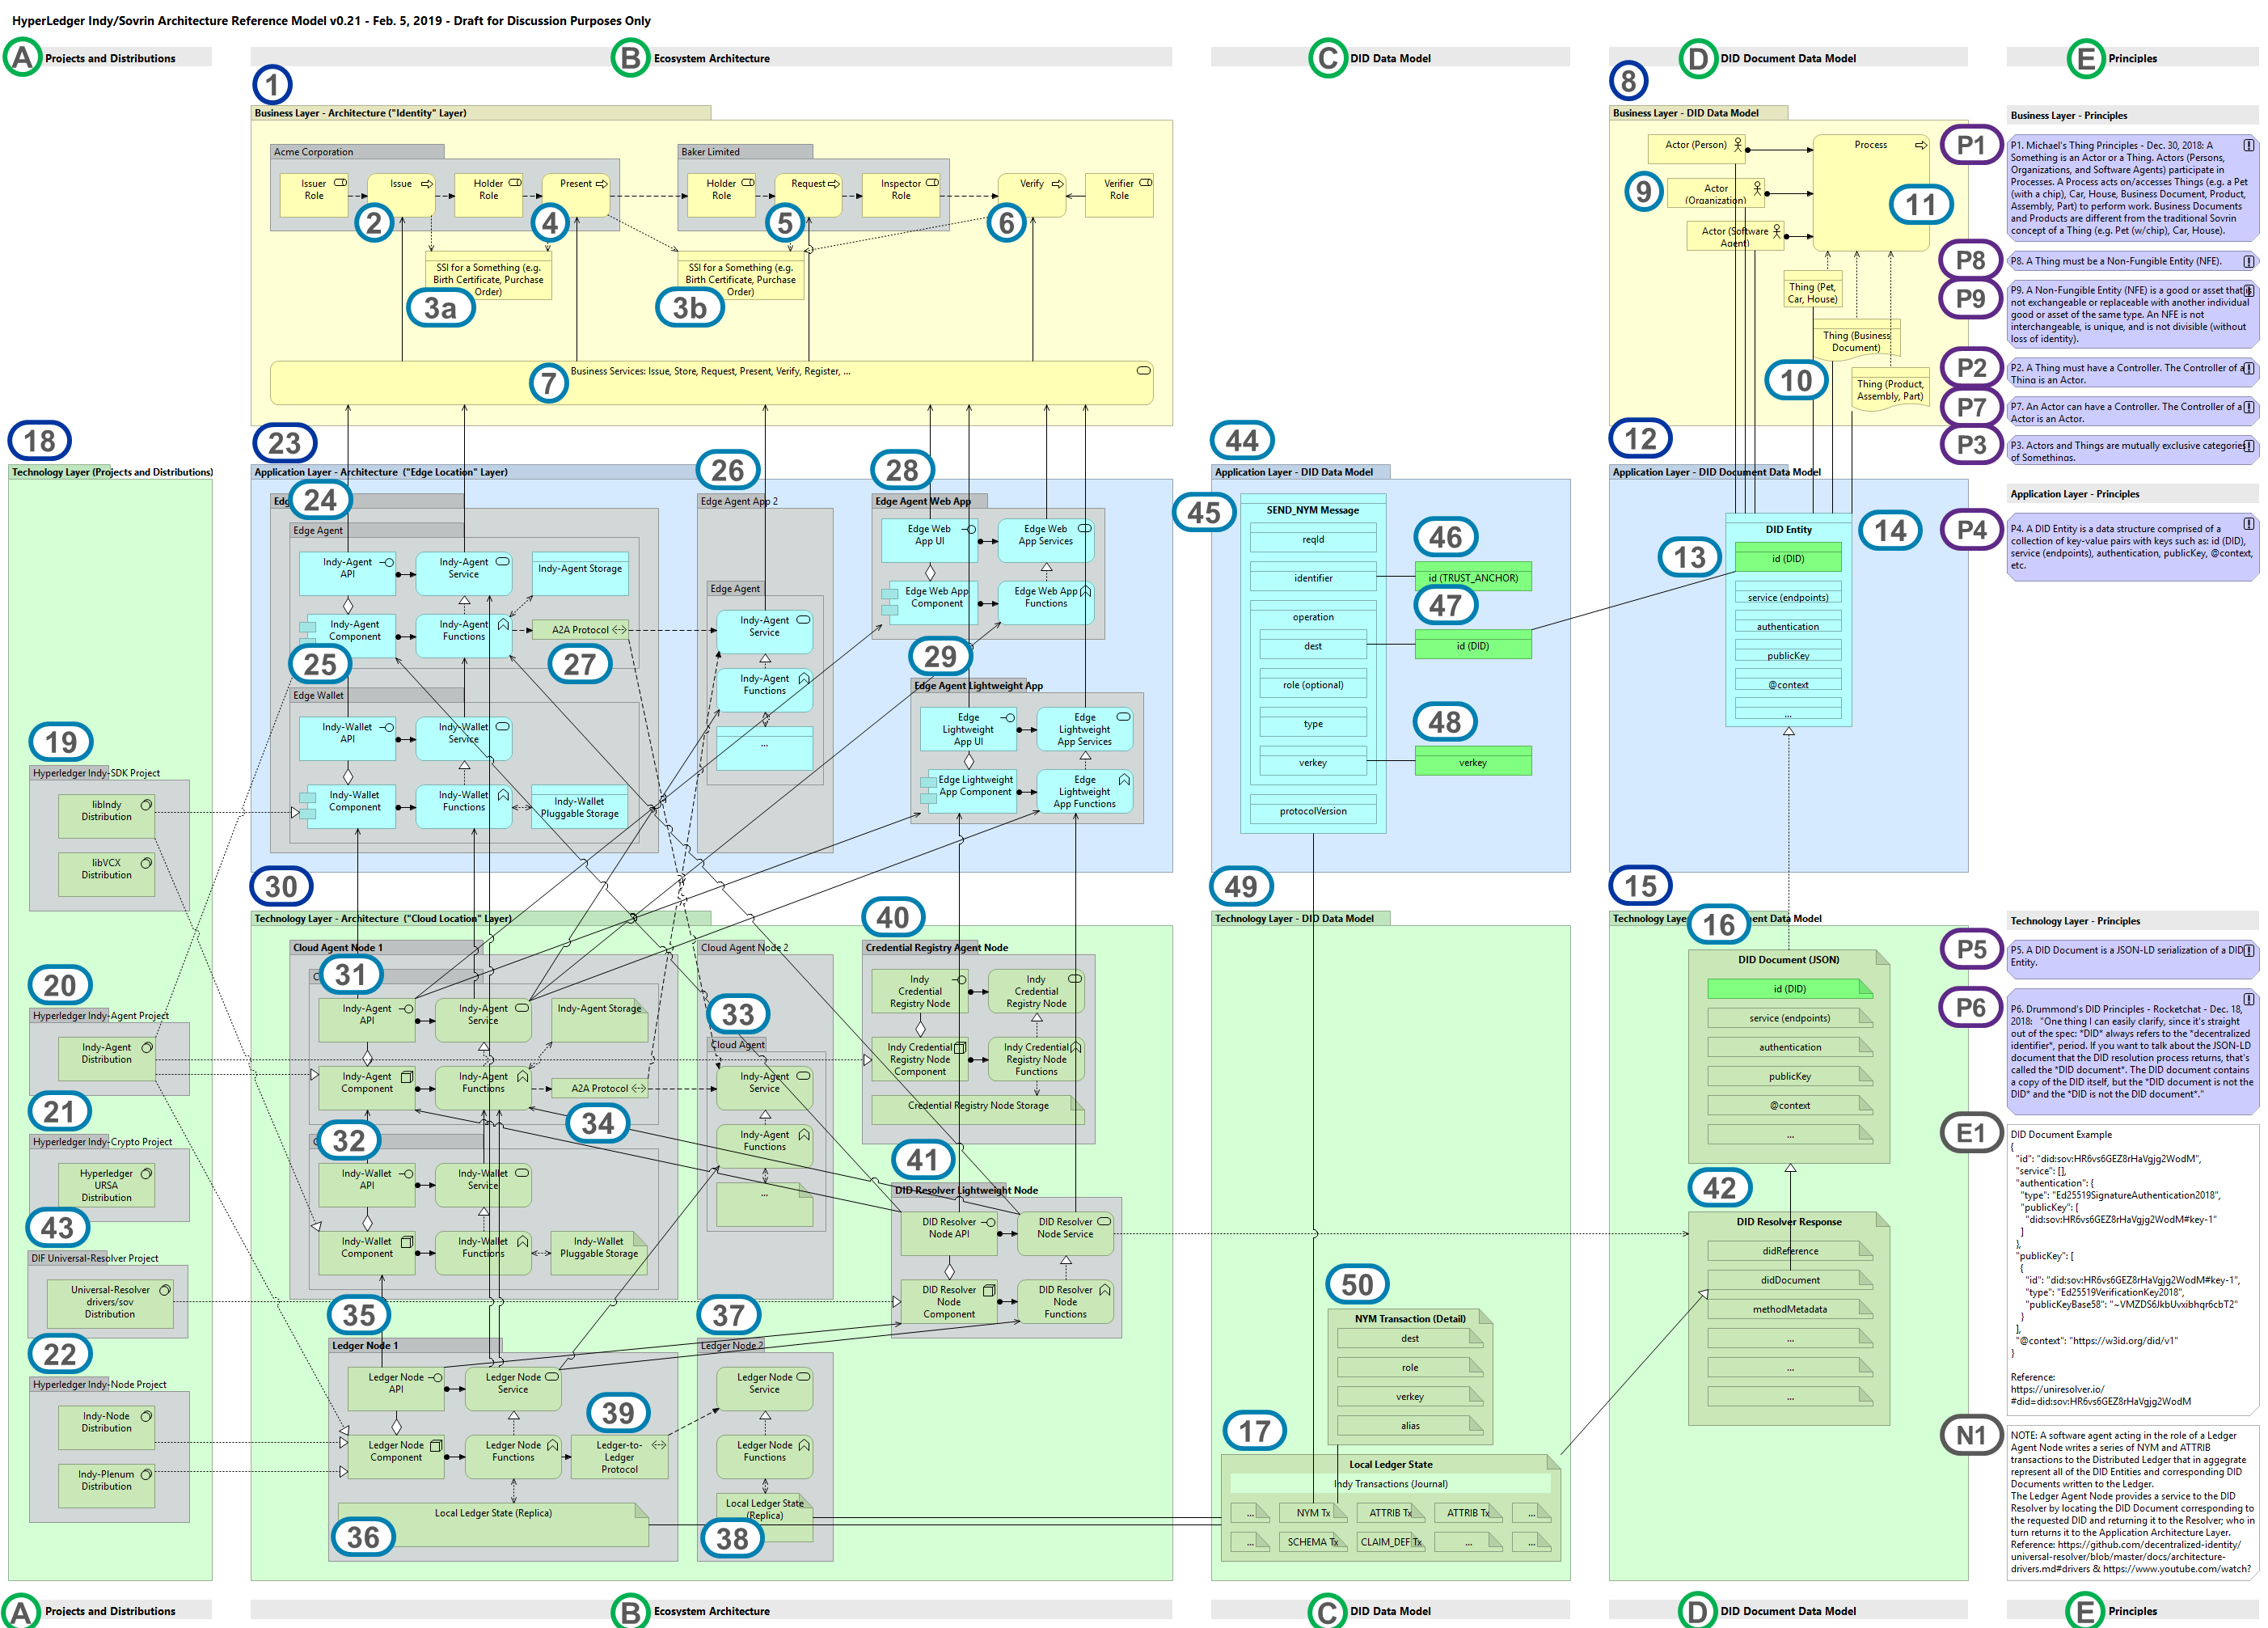 HyperLedger Indy/Sovrin Architecture Reference Model v0.21 - Feb. 5, 2019 - Draft for Discussion Purposes Only
A Projects and Distributions
B Ecosystem Architecture
C DID Data Model
D DID Document Data Model
E Principles
1
Business Layer - Architecture ("Identity" Layer)
Acme Corporation
Issuer
Role
Issue
Holder
Role
Present
2
4
Baker Limited
Holder
Role
Request
Inspector
Role
5
Verify
6
Verifier
Role
SSI for a Something (e.g.
Birth Certificate, Purchase
Order)
3a
SSI for a Something (e.g.
Birth Certificate, Purchase
Order)
3b
Business Services: Issue, Store, Request, Present, Verify, Register, ...
7
8
Business Layer - DID Data Model
Actor (Person)
Actor
(Organization)
Actor (Software
Agent)
9
Process
11
Thing (Pet,
Car, House)
Thing (Business
Document)
10
Thing (Product,
Assembly, Part)
Business Layer - Principles
P1
P1. Michael's Thing Principles - Dec. 30, 2018: A
Something is an Actor or a Thing. Actors (Persons,
Organizations, and Software Agents) participate in
Processes. A Process acts on/accesses Things (e.g. a Pet
(with a chip), Car, House, Business Document, Product,
Assembly, Part) to perform work. Business Documents
and Products are different from the traditional Sovrin
concept of a Thing (e.g. Pet (w/chip), Car, House).
P8
P8. A Thing must be a Non-Fungible Entity (NFE).
P9
P9. A Non-Fungible Entity (NFE) is a good or asset that is
not exchangeable or replaceable with another individual
good or asset of the same type. An NFE is not
interchangeable, is unique, and is not divisible (without
loss of identity).
P2
P2. A Thing must have a Controller. The Controller of a
Thing is an Actor.
P7
P7. An Actor can have a Controller. The Controller of a
Actor is an Actor.
P3
P3. Actors and Things are mutually exclusive categories
of Somethings.
18
Technology Layer (Projects and Distributions)
19
Hyperledger Indy-SDK Project
libIndy
Distribution
libVCX
Distribution
20
Hyperledger Indy-Agent Project
Indy-Agent
Distribution
21
Hyperledger Indy-Crypto Project
Hyperledger
URSA
Distribution
43
DIF Universal-Resolver Project
Universal-Resolver
drivers/sov
Distribution
22
Hyperledger Indy-Node Project
Indy-Node
Distribution
Indy-Plenum
Distribution
23
Application Layer - Architecture ("Edge Location" Layer)
24
Edge Agent
Indy-Agent
API
Indy-Agent
Service
Indy-Agent Storage
Indy-Agent
Component
Indy-Agent
Functions
A2A Protocol
25
27
Edge Wallet
Indy-Wallet
API
Indy-Wallet
Service
Indy-Wallet
Component
Indy-Wallet
Functions
Indy-Wallet
Pluggable Storage
26
Edge Agent App 2
Edge Agent
Indy-Agent
Service
Indy-Agent
Functions
...
28
Edge Agent Web App
Edge Web
App UI
Edge Web
App Services
Edge Web App
Component
Edge Web App
Functions
29
Edge Agent Lightweight App
Edge
Lightweight
App UI
Edge
Lightweight
App Services
Edge Lightweight
App Component
Edge
Lightweight
App Functions
44
Application Layer - DID Data Model
45
SEND_NYM Message
reqId
identifier
operation
dest
role (optional)
type
verkey
protocolVersion
46
id (TRUST_ANCHOR)
47
id (DID)
48
verkey
12
Application Layer - DID Document Data Model
DID Entity
13
14
id (DID)
service (endpoints)
authentication
publicKey
@context
...
Application Layer - Principles
P4
P4. A DID Entity is a data structure comprised of a
collection of key-value pairs with keys such as: id (DID),
service (endpoints), authentication, publicKey, @context,
etc.
30
Technology Layer - Architecture ("Cloud Location" Layer)
Cloud Agent Node 1
31
Indy-Agent
API
Indy-Agent
Service
Indy-Agent Storage
Indy-Agent
Component
Indy-Agent
Functions
A2A Protocol
32
34
Indy-Wallet
API
Indy-Wallet
Service
Indy-Wallet
Component
Indy-Wallet
Functions
Indy-Wallet
Pluggable Storage
Cloud Agent Node 2
33
Cloud Agent
Indy-Agent
Service
Indy-Agent
Functions
...
40
Credential Registry Agent Node
Indy
Credential
Registry Node
Indy
Credential
Registry Node
Indy Credential
Registry Node
Component
Indy Credential
Registry Node
Functions
Credential Registry Node Storage
41
DID Resolver Lightweight Node
DID Resolver
Node API
DID Resolver
Node Service
DID Resolver
Node
Component
DID Resolver
Node
Functions
35
Ledger Node 1
Ledger Node
API
Ledger Node
Service
39
Ledger Node
Component
Ledger Node
Functions
Ledger-to-
Ledger
Protocol
Local Ledger State (Replica)
36
37
Ledger Node 2
Ledger Node
Service
Ledger Node
Functions
Local Ledger State
(Replica)
38
49
Technology Layer - DID Data Model
50
NYM Transaction (Detail)
dest
role
verkey
alias
17
Local Ledger State
Indy Transactions (Journal)
...
NYM Tx
ATTRIB Tx
ATTRIB Tx
...
...
SCHEMA Tx
CLAIM_DEF Tx
...
...
15
16
DID Document (JSON)
id (DID)
service (endpoints)
authentication
publicKey
@context
...
42
DID Resolver Response
didReference
didDocument
methodMetadata
...
...
...
Technology Layer - Principles
P5
P5. A DID Document is a JSON-LD serialization of a DID
Entity.
P6
P6. Drummond's DID Principles - Rocketchat - Dec. 18,
2018: "One thing I can easily clarify, since it's straight
out of the spec: *DID* always refers to the *decentralized
identifier*, period. If you want to talk about the JSON-LD
document that the DID resolution process returns, that's
called the *DID document*. The DID document contains
a copy of the DID itself, but the *DID document is not the
DID* and the *DID is not the DID document*."
E1
DID Document Example
{
"id": "did:sov:HR6vs6GEZ8rHaVgjg2WodM",
"service": [],
"authentication": {
"type": "Ed25519SignatureAuthentication2018",
"publicKey": [
"did:sov:HR6vs6GEZ8rHaVgjg2WodM#key-1"
]
},
"publicKey": [
{
"id": "did:sov:HR6vs6GEZ8rHaVgjg2WodM#key-1",
"type": "Ed25519VerificationKey2018",
"publicKeyBase58": "~VMZDS6JkbUvxibhqr6cbT2"
}
],
"@context": "https://w3id.org/did/v1"
}
Reference:
https://uniresolver.io/
#did=did:sov:HR6vs6GEZ8rHaVgjg2WodM
N1
NOTE: A software agent acting in the role of a Ledger
Agent Node writes a series of NYM and ATTRIB
transactions to the Distributed Ledger that in aggegrate
represent all of the DID Entities and corresponding DID
Documents written to the Ledger.
The Ledger Agent Node provides a service to the DID
Resolver by locating the DID Document corresponding to
the requested DID and returning it to the Resolver; who in
turn returns it to the Application Architecture Layer.
Reference: https://github.com/decentralized-identity/
universal-resolver/blob/master/docs/architecture-
drivers.md#drivers & https://www.youtube.com/watch?
A Projects and Distributions
B Ecosystem Architecture
C DID Data Model
D DID Document Data Model
E Principles